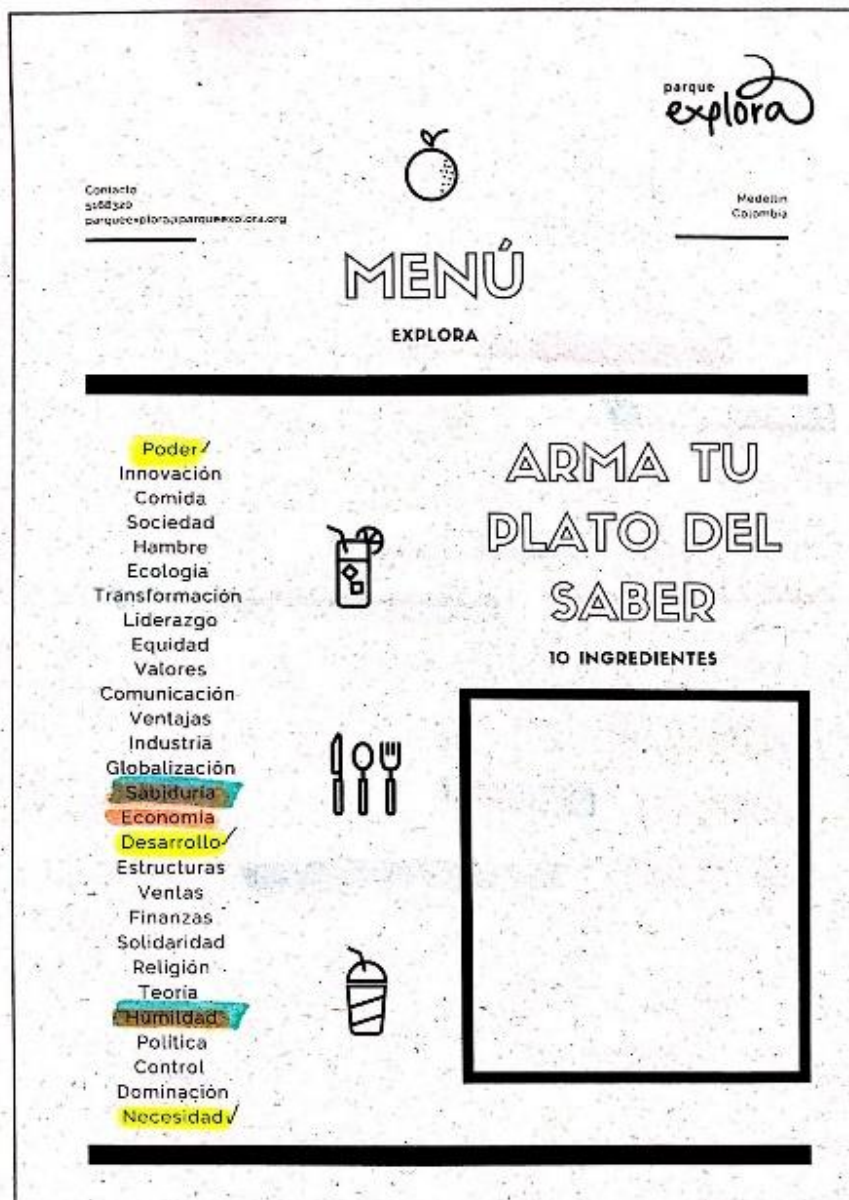 parque
explora
Contacto
5168320
parqueexplora@parqueexplora.org
Medellín
Colombia
MENÚ
EXPLORA
Poder
Innovación
Comida
Sociedad
Hambre
Ecología
Transformación
Liderazgo
Equidad
Valores
Comunicación
Ventajas
Industria
Globalización
Sabiduría
Economía
Desarrollo
Estructuras
Ventas
Finanzas
Solidaridad
Religión
Teoría
Humildad
Política
Control
Dominación
Necesidad
ARMA TU
PLATO DEL
SABER
10 INGREDIENTES